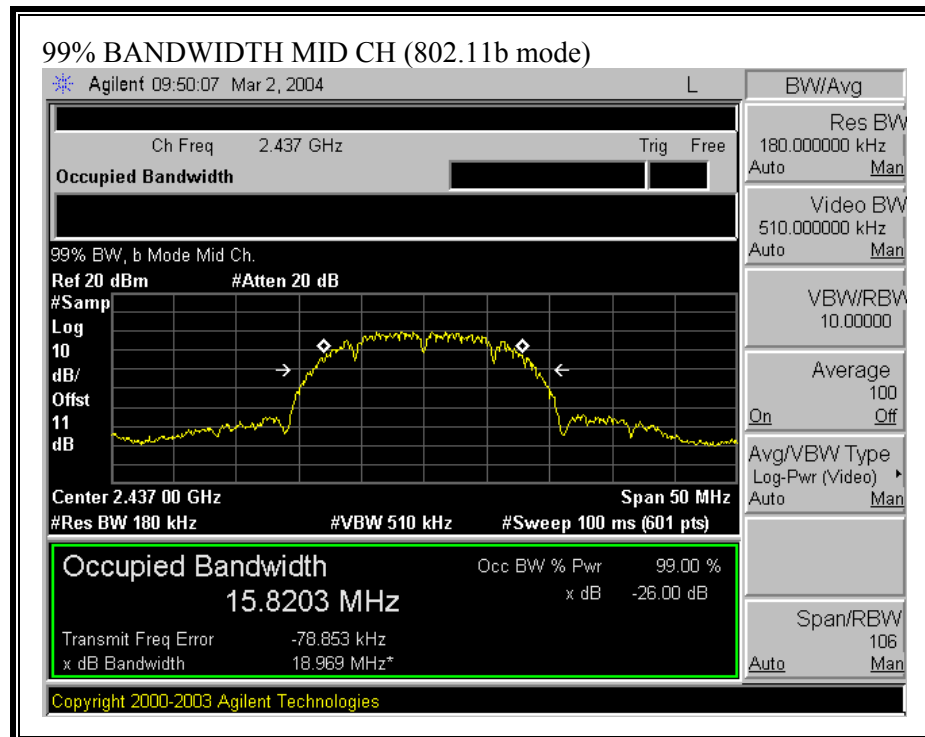 99% BANDWIDTH MID CH (802.11b mode)
Agilent 09:50:07 Mar 2, 2004 L
Ch Freq 2.437 GHz Trig Free
Occupied Bandwidth
99% BW, b Mode Mid Ch.
Ref 20 dBm #Atten 20 dB
#Samp
Log
10
dB/
Offst
11
dB
Center 2.437 00 GHz Span 50 MHz
#Res BW 180 kHz #VBW 510 kHz #Sweep 100 ms (601 pts)
Occupied Bandwidth Occ BW % Pwr 99.00 %
15.8203 MHz x dB -26.00 dB
Transmit Freq Error -78.853 kHz
x dB Bandwidth 18.969 MHz*
Copyright 2000-2003 Agilent Technologies
BW/Avg
Res BW
180.000000 kHz
Auto Man
Video BW
510.000000 kHz
Auto Man
VBW/RBW
10.00000
Average
100
On Off
Avg/VBW Type
Log-Pwr (Video)
Auto Man
Span/RBW
106
Auto Man